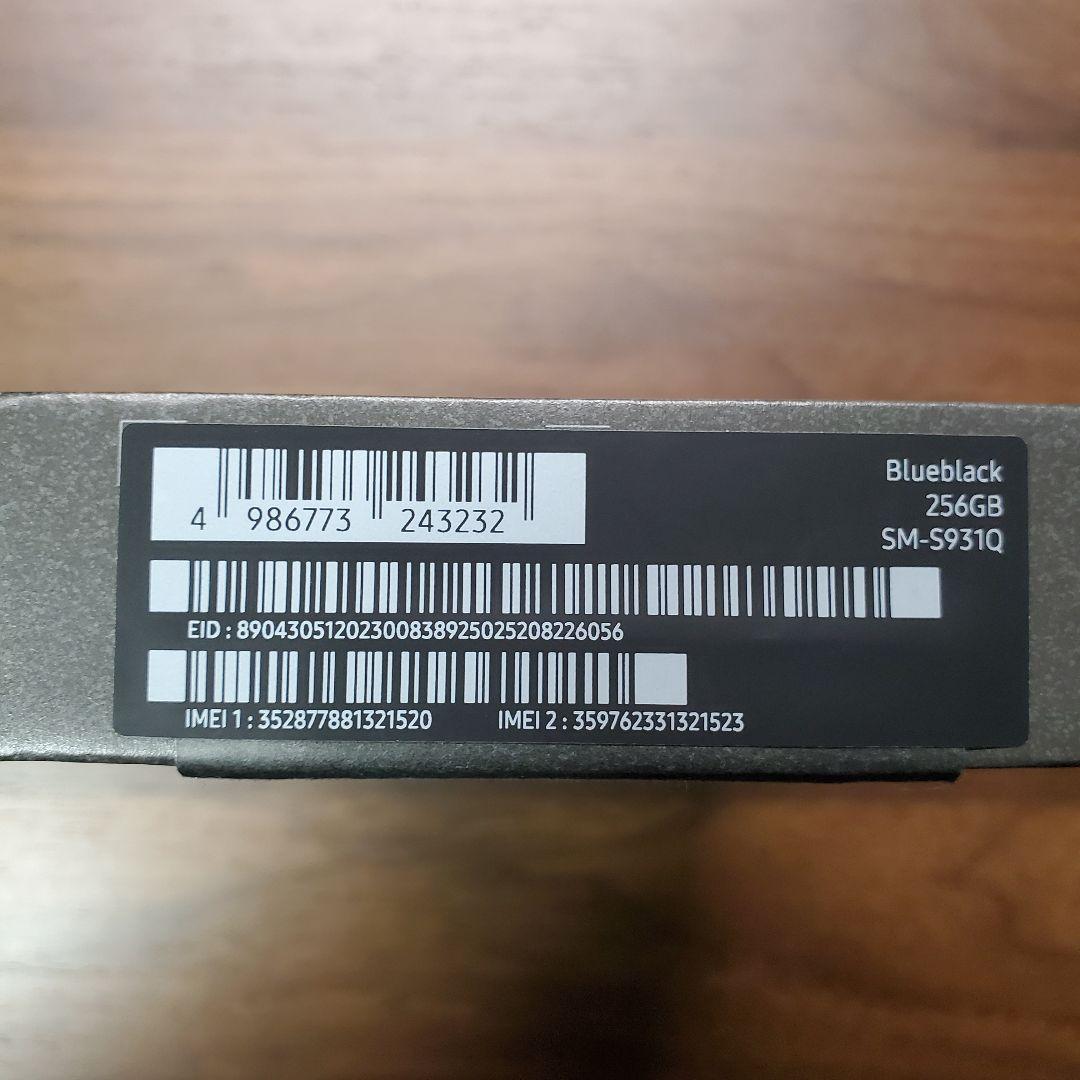 4 986773 243232
Blueblack
256GB
SM-S931Q
EID : 89043051202300838925025208226056
IMEI 1 : 352877881321520 IMEI 2 : 359762331321523